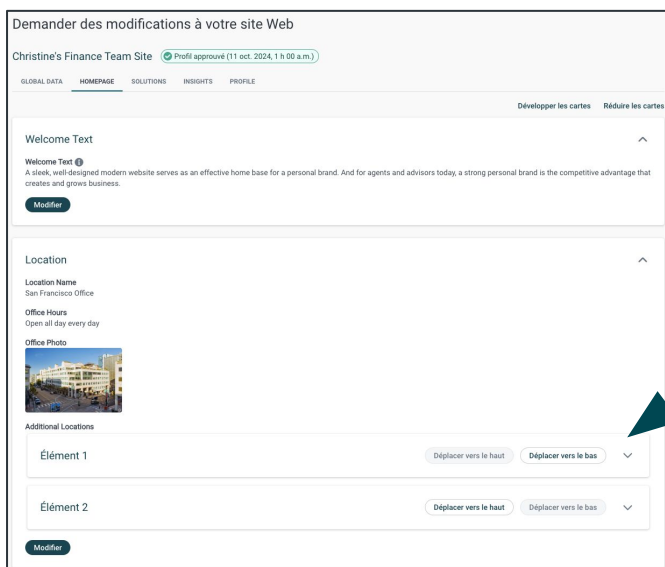 Demander des modifications à votre site Web
Christine's Finance Team Site Profil approuvé (11 oct. 2024, 1 h 00 a.m.)
GLOBAL DATA HOMEPAGE SOLUTIONS INSIGHTS PROFILE
Développer les cartes Réduire les cartes
Welcome Text
Welcome Text
A sleek, well-designed modern website serves as an effective home base for a personal brand. And for agents and advisors today, a strong personal brand is the competitive advantage that
creates and grows business.
Modifier
Location
Location Name
San Francisco Office
Office Hours
Open all day every day
Office Photo
Additional Locations
Élément 1 Déplacer vers le haut Déplacer vers le bas
Élément 2 Déplacer vers le haut Déplacer vers le bas
Modifier